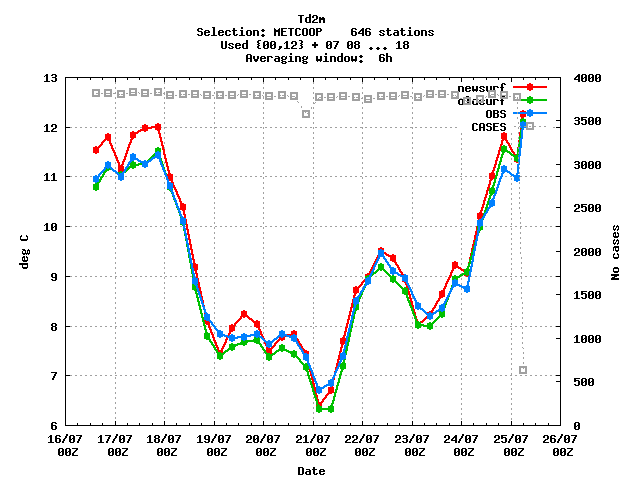 Td2m
Selection: METCOOP    646 stations
Used {00,12} + 07 08 ... 18
Averaging window:  6h
newsurf
oldsurf
OBS
CASES
13
12
11
10
9
8
7
6
deg C
4000
3500
3000
2500
2000
1500
1000
500
0
No cases
16/07 17/07 18/07 19/07 20/07 21/07 22/07 23/07 24/07 25/07 26/07
00Z 00Z 00Z 00Z 00Z 00Z 00Z 00Z 00Z 00Z 00Z
Date